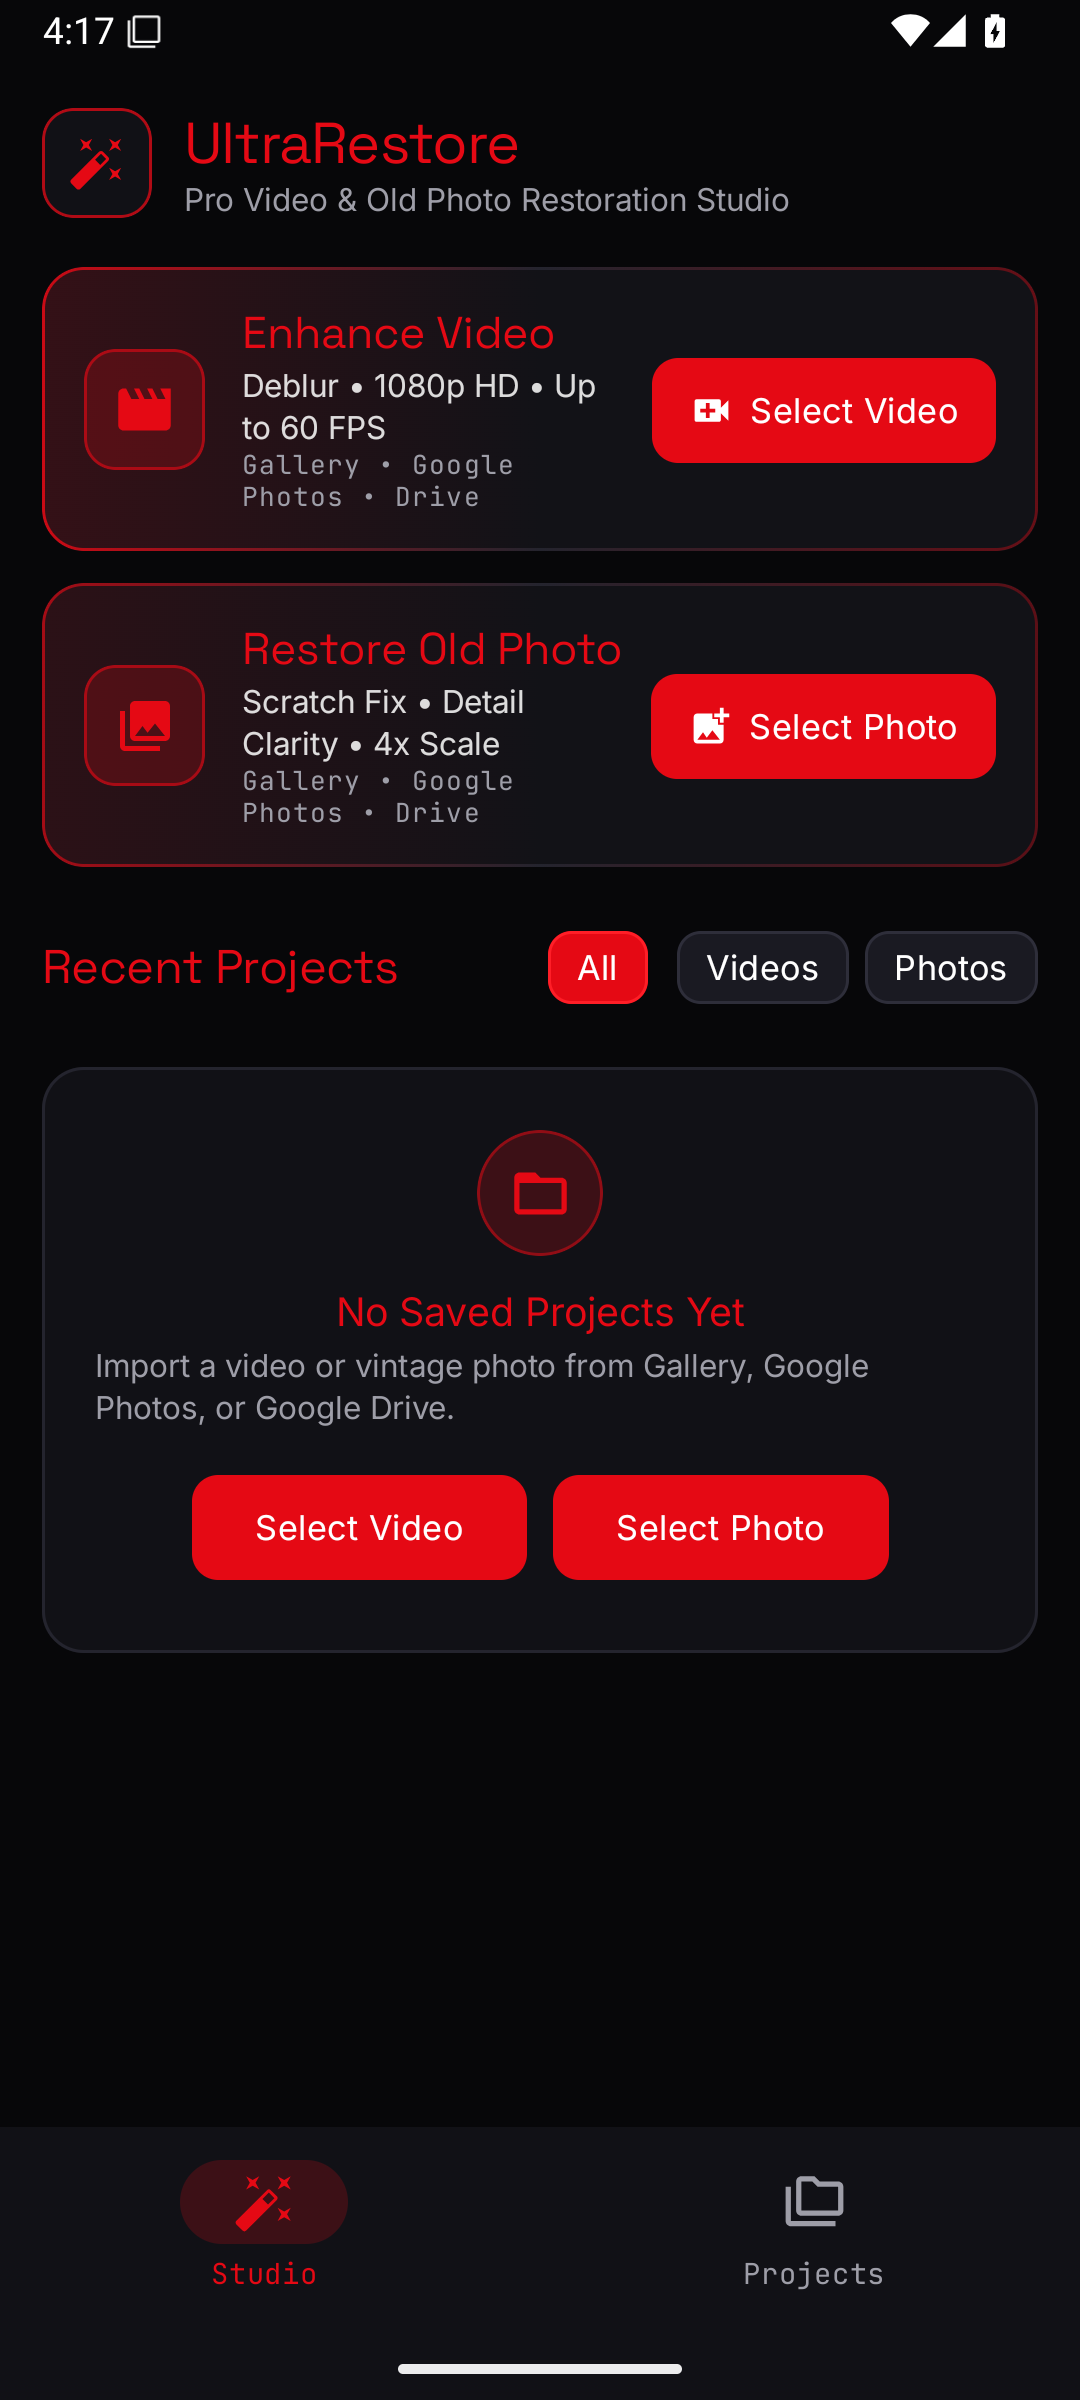 4:17
UltraRestore
Pro Video & Old Photo Restoration Studio
Enhance Video
Deblur • 1080p HD • Up
to 60 FPS
Gallery • Google
Photos • Drive
Select Video
Restore Old Photo
Scratch Fix • Detail
Clarity • 4x Scale
Gallery • Google
Photos • Drive
Select Photo
Recent Projects
All
Videos
Photos
No Saved Projects Yet
Import a video or vintage photo from Gallery, Google
Photos, or Google Drive.
Select Video
Select Photo
Studio
Projects